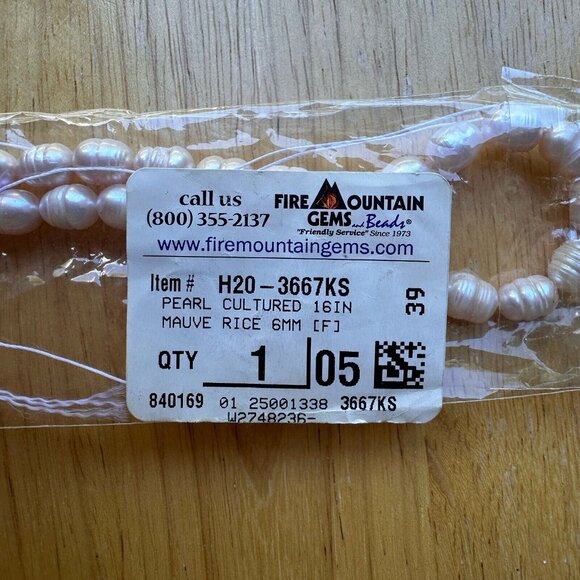 call us
(800) 355-2137
FIRE MOUNTAIN
GEMS and Beads®
"Friendly Service" Since 1973
www.firemountaingems.com
Item # H20-3667KS
PEARL CULTURED 16IN
MAUVE RICE 6MM [F]
39
QTY 1 05
840169 01 25001338 3667KS
W2748236-